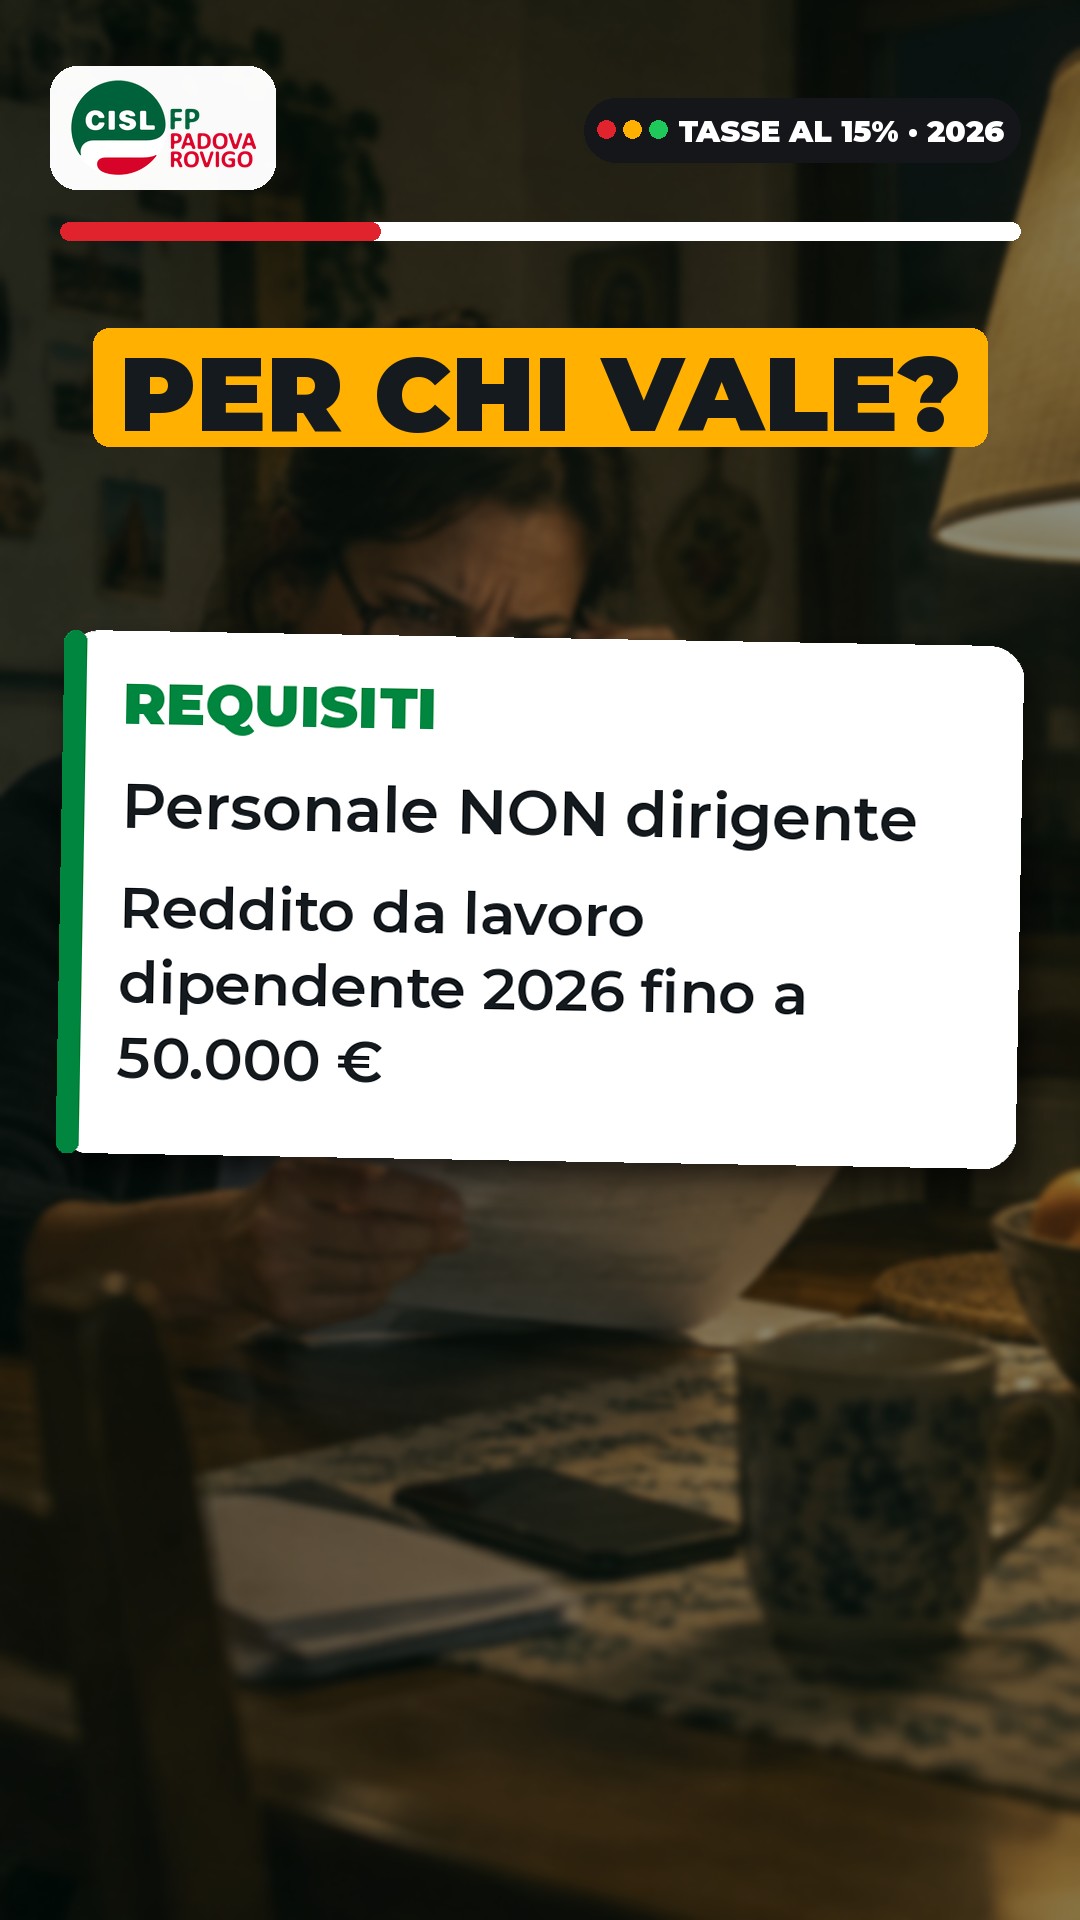 CISL FP
PADOVA
ROVIGO
TASSE AL 15% • 2026
PER CHI VALE?
REQUISITI
Personale NON dirigente
Reddito da lavoro
dipendente 2026 fino a
50.000 €